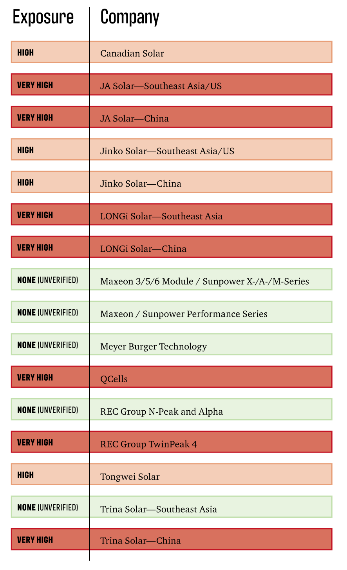 Exposure Company
HIGH Canadian Solar
VERY HIGH JA Solar—Southeast Asia/US
VERY HIGH JA Solar—China
HIGH Jinko Solar—Southeast Asia/US
HIGH Jinko Solar—China
VERY HIGH LONGi Solar—Southeast Asia
VERY HIGH LONGi Solar—China
NONE (UNVERIFIED) Maxeon 3/5/6 Module / Sunpower X-/A-/M-Series
NONE (UNVERIFIED) Maxeon / Sunpower Performance Series
NONE (UNVERIFIED) Meyer Burger Technology
VERY HIGH QCells
NONE (UNVERIFIED) REC Group N-Peak and Alpha
VERY HIGH REC Group TwinPeak 4
HIGH Tongwei Solar
NONE (UNVERIFIED) Trina Solar—Southeast Asia
VERY HIGH Trina Solar—China